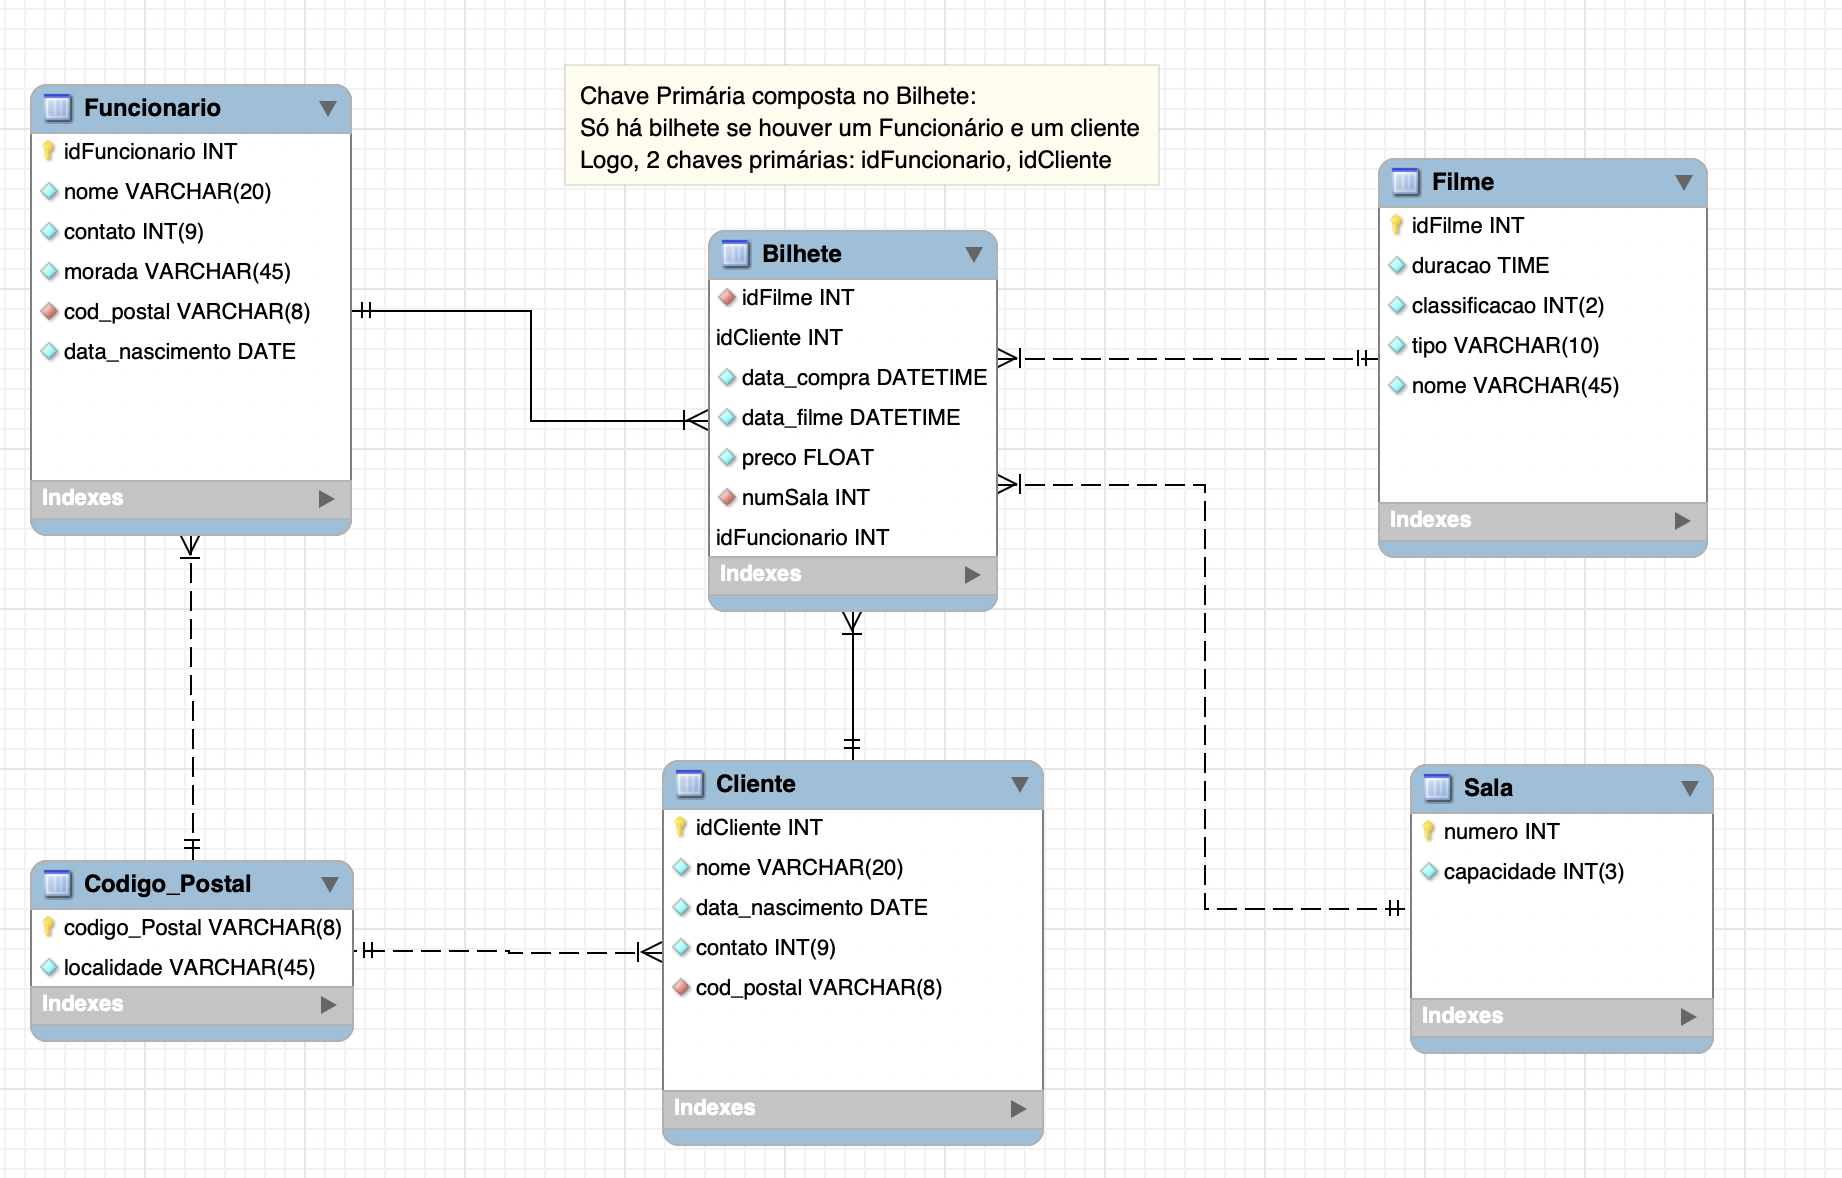 Chave Primária composta no Bilhete:
Só há bilhete se houver um Funcionário e um cliente
Logo, 2 chaves primárias: idFuncionario, idCliente
Funcionario
idFuncionario INT
nome VARCHAR(20)
contato INT(9)
morada VARCHAR(45)
cod_postal VARCHAR(8)
data_nascimento DATE
Indexes
Bilhete
idFilme INT
idCliente INT
data_compra DATETIME
data_filme DATETIME
preco FLOAT
numSala INT
idFuncionario INT
Indexes
Filme
idFilme INT
duracao TIME
classificacao INT(2)
tipo VARCHAR(10)
nome VARCHAR(45)
Indexes
Codigo_Postal
codigo_Postal VARCHAR(8)
localidade VARCHAR(45)
Indexes
Cliente
idCliente INT
nome VARCHAR(20)
data_nascimento DATE
contato INT(9)
cod_postal VARCHAR(8)
Indexes
Sala
numero INT
capacidade INT(3)
Indexes